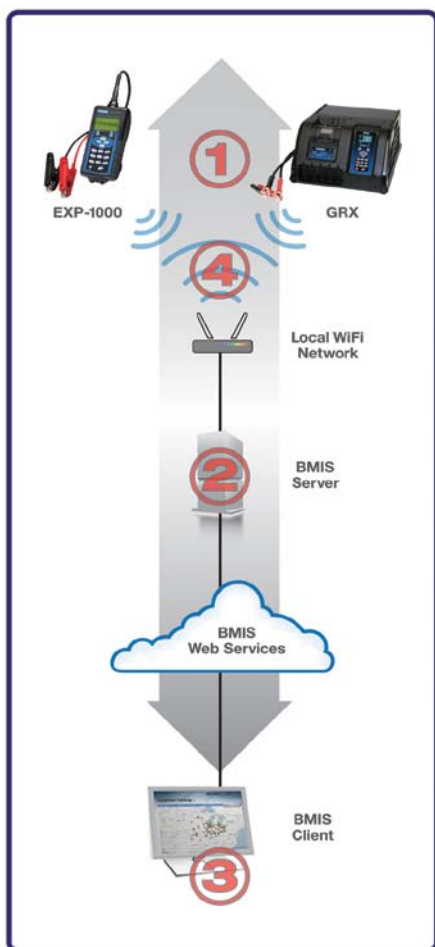 1
EXP-1000
GRX
4
Local WiFi
Network
2
BMIS
Server
BMIS
Web Services
BMIS
Client
3